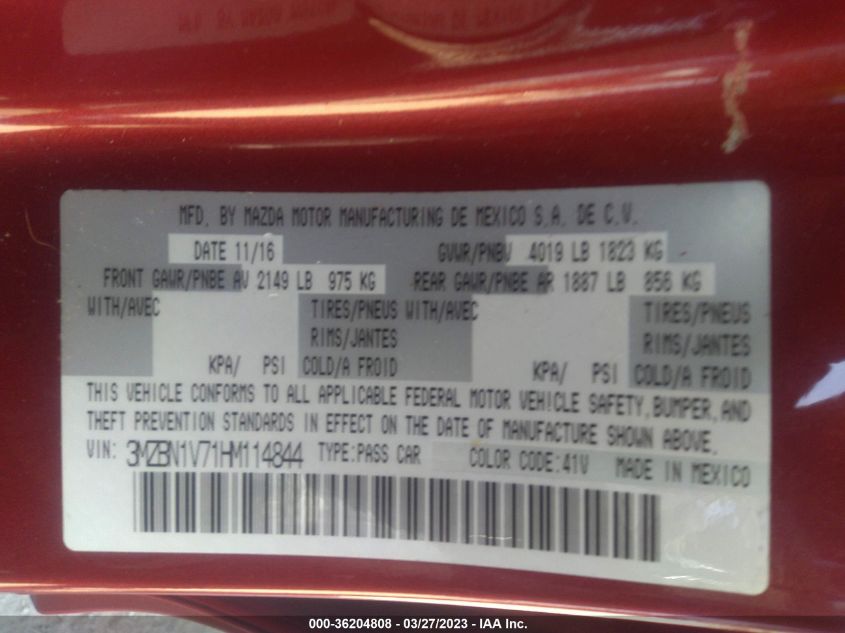 MFD. BY MAZDA MOTOR MANUFACTURING DE MEXICO S.A. DE C.V.
DATE 11/16 GVWR/PNBV 4019 LB 1823 KG
FRONT GAWR/PNBE AV 2149 LB 975 KG REAR GAWR/PNBE AR 1887 LB 856 KG
WITH/AVEC TIRES/PNEUS WITH/AVEC TIRES/PNEUS
RIMS/JANTES RIMS/JANTES
KPA/ PSI COLD/A FROID KPA/ PSI COLD/A FROID
THIS VEHICLE CONFORMS TO ALL APPLICABLE FEDERAL MOTOR VEHICLE SAFETY, BUMPER, AND
THEFT PREVENTION STANDARDS IN EFFECT ON THE DATE OF MANUFACTURE SHOWN ABOVE.
VIN: 3MZBN1V71HM114844 TYPE:PASS CAR COLOR CODE:41V MADE IN MEXICO
000-36204808 - 03/27/2023 - IAA Inc.